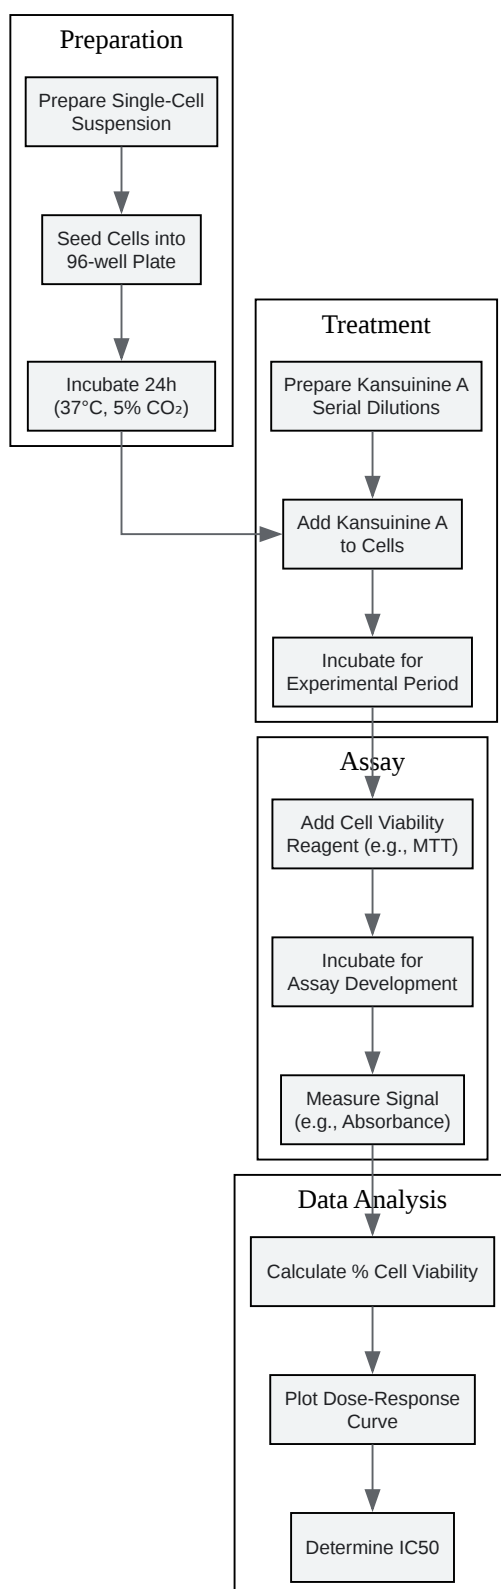 Preparation
Prepare Single-Cell
Suspension
Seed Cells into
96-well Plate
Incubate 24h
(37°C, 5% CO₂)
Treatment
Prepare Kansuinine A
Serial Dilutions
Add Kansuinine A
to Cells
Incubate for
Experimental Period
Assay
Add Cell Viability
Reagent (e.g., MTT)
Incubate for
Assay Development
Measure Signal
(e.g., Absorbance)
Data Analysis
Calculate % Cell Viability
Plot Dose-Response
Curve
Determine IC50